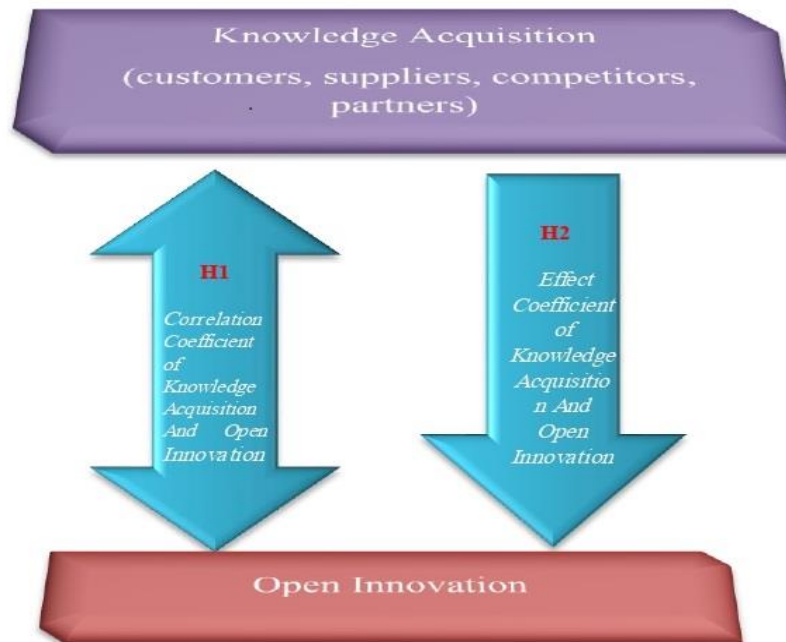 Knowledge Acquisition
(customers, suppliers, competitors,
partners)
H1
Correlation
Coefficient
of
Knowledge
Acquisition
And Open
Innovation
H2
Effect
Coefficient
of
Knowledge
Acquisitio
n And
Open
Innovation
Open Innovation